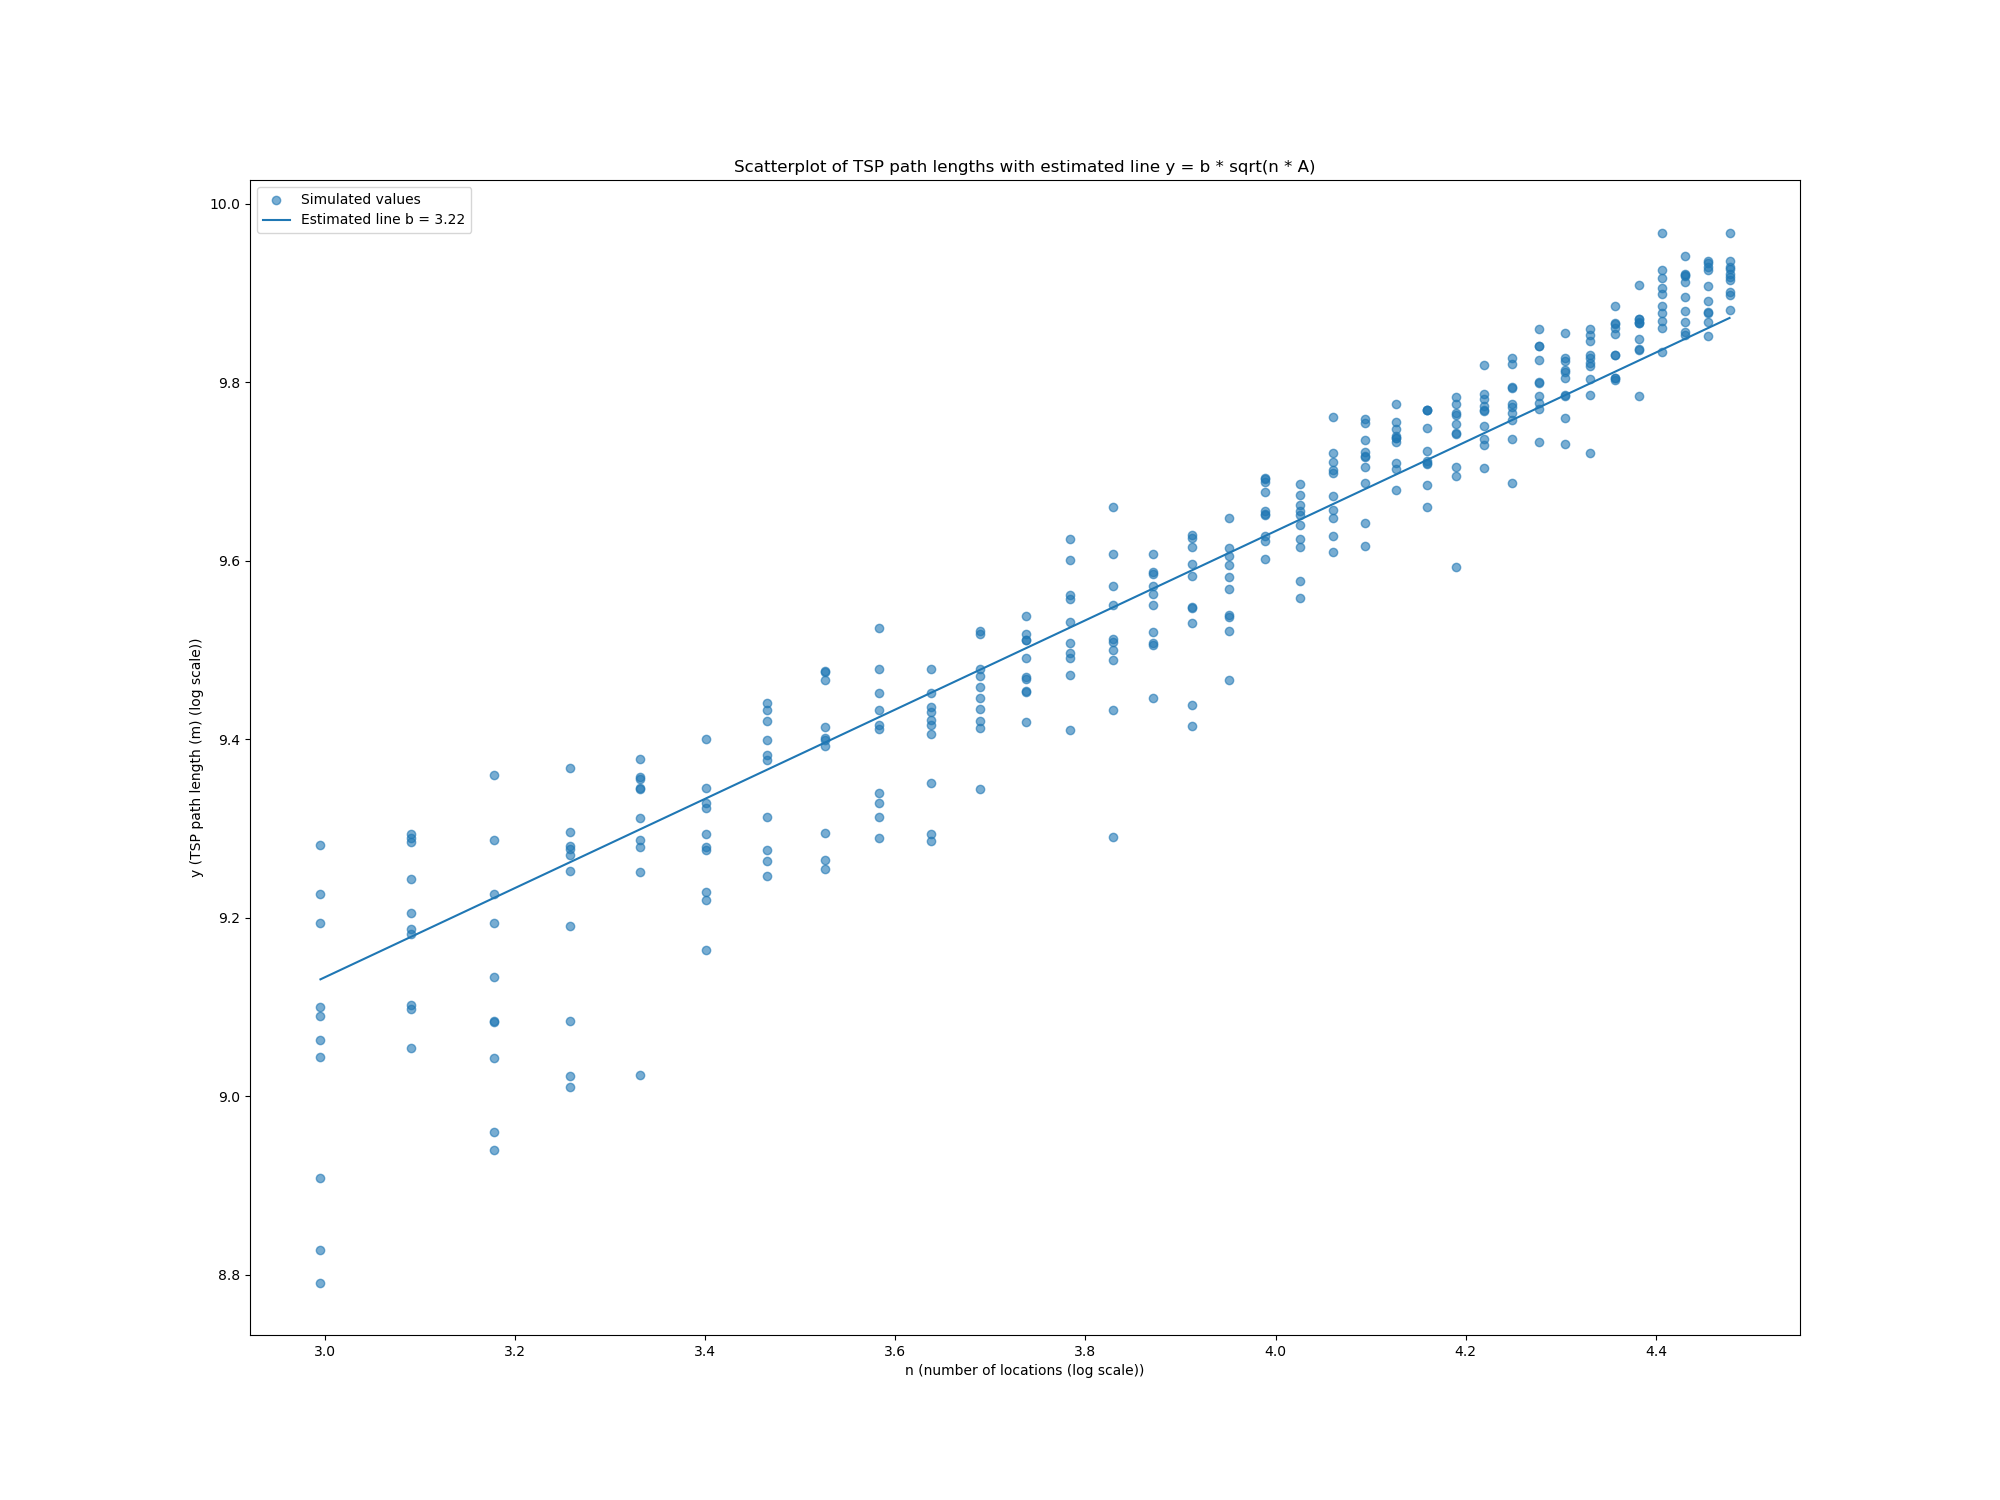 Scatterplot of TSP path lengths with estimated line y = b * sqrt(n * A)
Simulated values
Estimated line b = 3.22
10.0
9.8
9.6
9.4
9.2
9.0
8.8
y (TSP path length (m) (log scale))
3.0 3.2 3.4 3.6 3.8 4.0 4.2 4.4
n (number of locations (log scale))